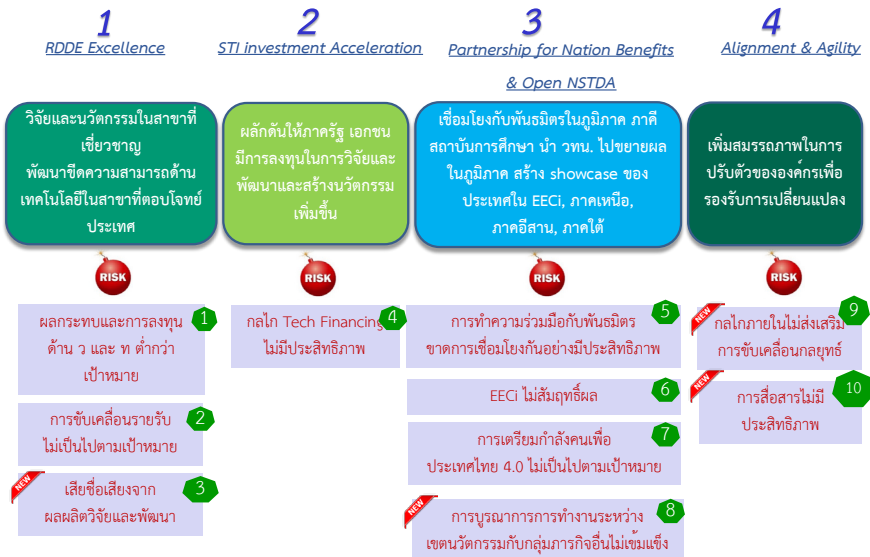 1
RDDE Excellence
วิจัยและนวัตกรรมในสาขาที่
เชี่ยวชาญ
พัฒนาขีดความสามารถด้าน
เทคโนโลยีในสาขาที่ตอบโจทย์
ประเทศ
RISK
ผลกระทบและการลงทุน
ด้าน ว และ ท ต่ำกว่า
เป้าหมาย
1
การขับเคลื่อนรายรับ
ไม่เป็นไปตามเป้าหมาย
2
NEW
เสียชื่อเสียงจาก
ผลผลิตวิจัยและพัฒนา
3
2
STI investment Acceleration
ผลักดันให้ภาครัฐ เอกชน
มีการลงทุนในการวิจัยและ
พัฒนาและสร้างนวัตกรรม
เพิ่มขึ้น
RISK
กลไก Tech Financing
ไม่มีประสิทธิภาพ
4
3
Partnership for Nation Benefits
& Open NSTDA
เชื่อมโยงกับพันธมิตรในภูมิภาค ภาคี
สถาบันการศึกษา นำ วทน. ไปขยายผล
ในภูมิภาค สร้าง showcase ของ
ประเทศใน EECi, ภาคเหนือ,
ภาคอีสาน, ภาคใต้
RISK
การทำความร่วมมือกับพันธมิตร
ขาดการเชื่อมโยงกันอย่างมีประสิทธิภาพ
5
EECi ไม่สัมฤทธิ์ผล
6
การเตรียมกำลังคนเพื่อ
ประเทศไทย 4.0 ไม่เป็นไปตามเป้าหมาย
7
NEW
การบูรณาการการทำงานระหว่าง
เขตนวัตกรรมกับกลุ่มภารกิจอื่นไม่เข้มแข็ง
8
4
Alignment & Agility
เพิ่มสมรรถภาพในการ
ปรับตัวขององค์กรเพื่อ
รองรับการเปลี่ยนแปลง
RISK
NEW
กลไกภายในไม่ส่งเสริม
การขับเคลื่อนกลยุทธ์
9
NEW
การสื่อสารไม่มี
ประสิทธิภาพ
10